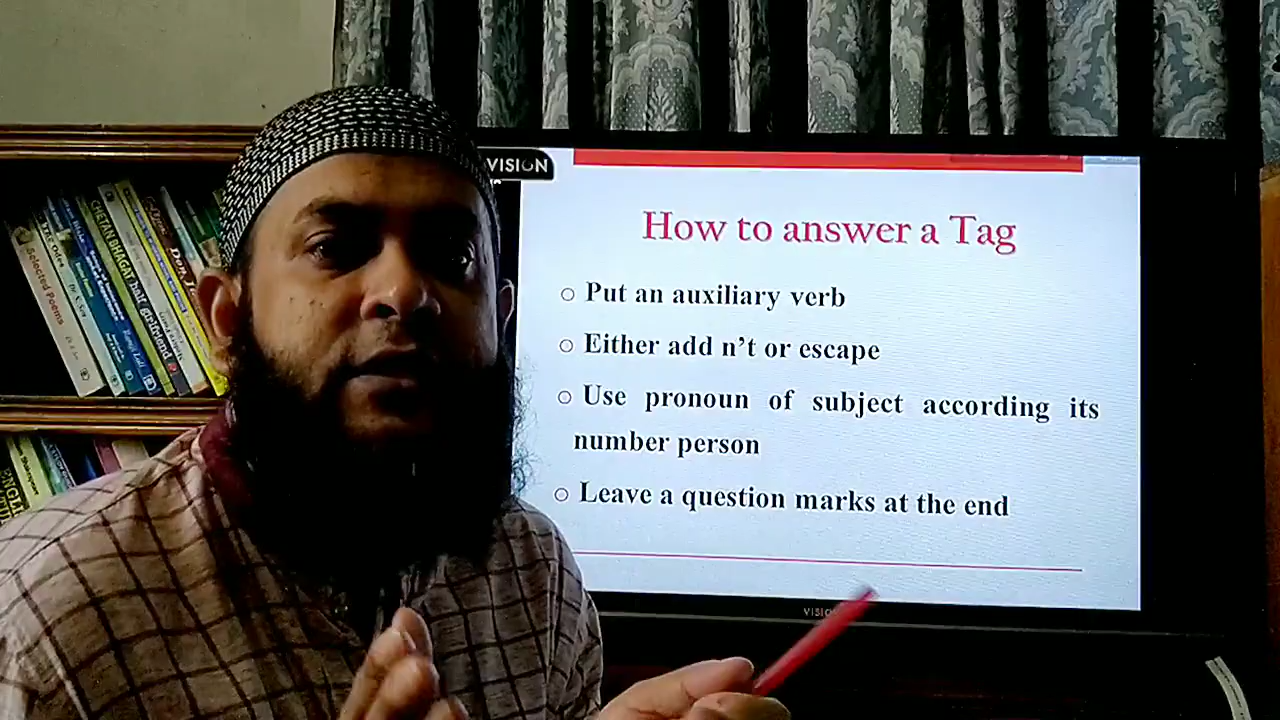 VISION
How to answer a Tag
Put an auxiliary verb
Either add n't or escape
Use pronoun of subject according its
number person
Leave a question marks at the end
VISIO
Selected Poems
CHETAN BHAGAT half girlfriend